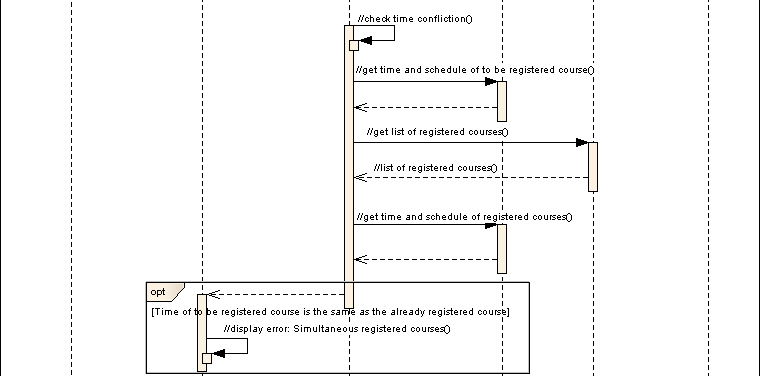 //check time confliction()
//get time and schedule of to be registered course()
//get list of registered courses()
//list of registered courses()
//get time and schedule of registered courses()
opt
[Time of to be registered course is the same as the already registered course]
//display error: Simultaneous registered courses()